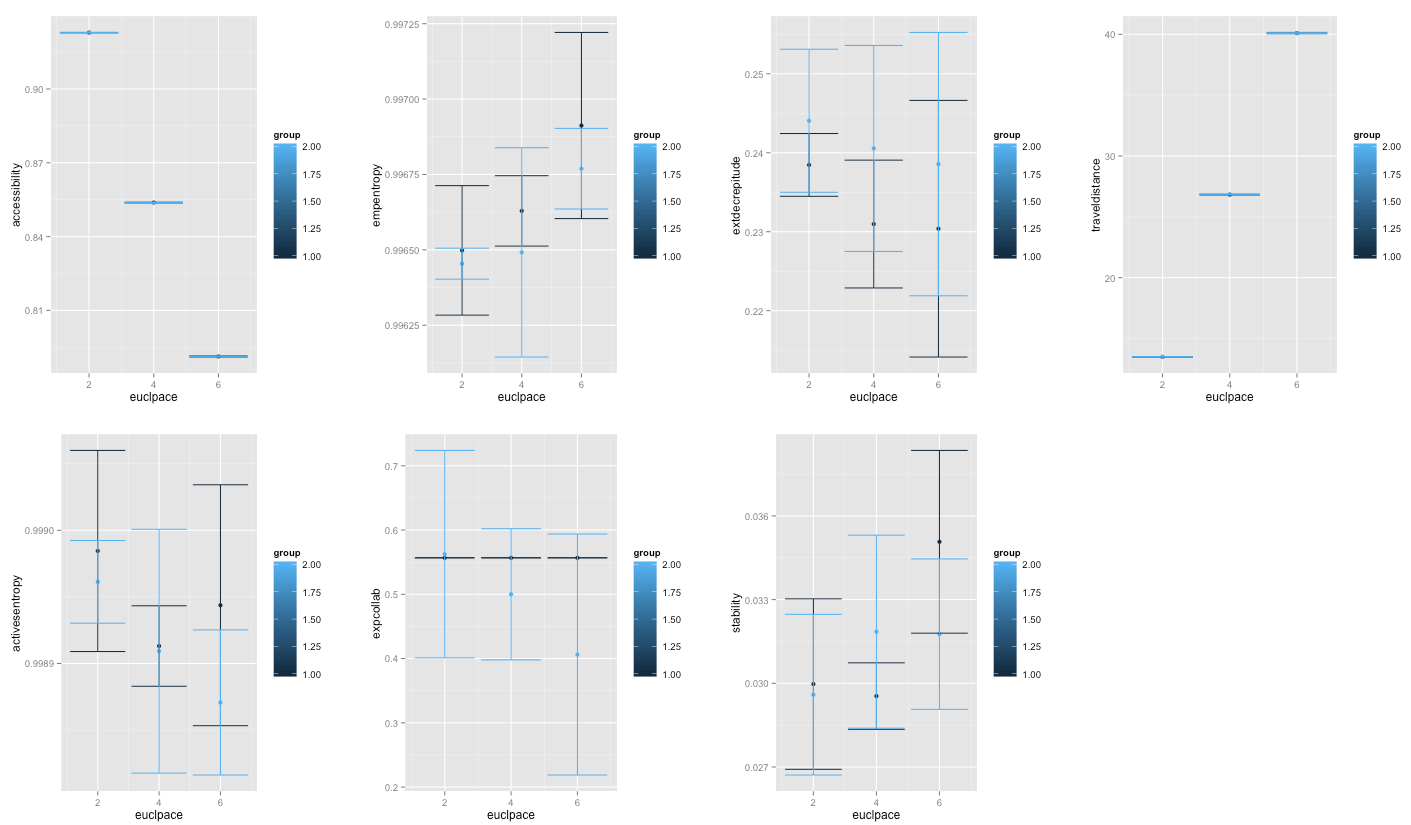 accessibility
0.90
0.87
0.84
0.81
2 4 6
euclpace
group
2.00
1.75
1.50
1.25
1.00
empentropy
0.99725
0.99700
0.99675
0.99650
0.99625
2 4 6
euclpace
group
2.00
1.75
1.50
1.25
1.00
extdecrepitude
0.25
0.24
0.23
0.22
2 4 6
euclpace
group
2.00
1.75
1.50
1.25
1.00
traveldistance
40
30
20
2 4 6
euclpace
group
2.00
1.75
1.50
1.25
1.00
activesentropy
0.9990
0.9989
2 4 6
euclpace
group
2.00
1.75
1.50
1.25
1.00
expcollab
0.7
0.6
0.5
0.4
0.3
0.2
2 4 6
euclpace
group
2.00
1.75
1.50
1.25
1.00
stability
0.036
0.033
0.030
0.027
2 4 6
euclpace
group
2.00
1.75
1.50
1.25
1.00